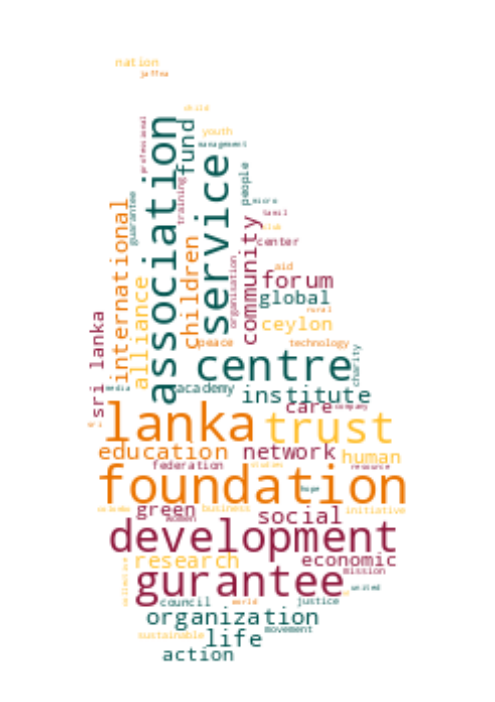 nation
jaffna
child
professional
association
fund
youth
management
service
people
micro
training
tamil
guarantee
international
club
center
community
children
organisation
aid
forum
global
alliance
rural
sri lanka
ceylon
peace
technology
centre
charity
media
academy
institute
care
company
lanka
trust
education
network
human
federation
studies
resource
foundation
hope
colombo
green
women
business
social
initiative
development
research
economic
mission
collective
gurantee
united
council
world
justice
organization
sustainable
life
movement
action